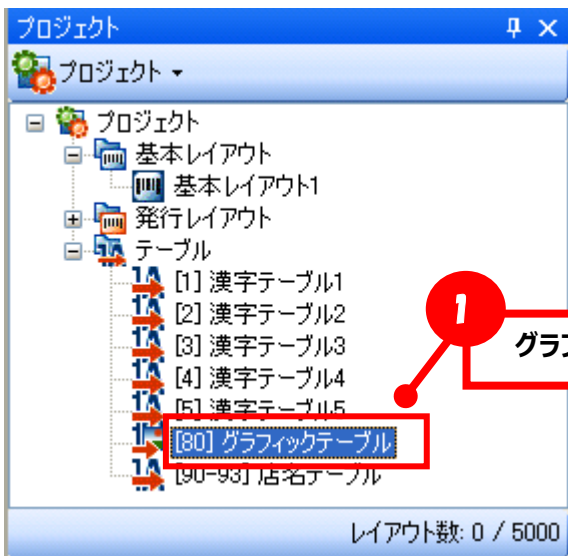 プロジェクト
プロジェクト
プロジェクト
基本レイアウト
基本レイアウト1
発行レイアウト
テーブル
[1] 漢字テーブル1
[2] 漢字テーブル2
[3] 漢字テーブル3
[4] 漢字テーブル4
[5] 漢字テーブル5
[80] グラフィックテーブル
[90-93] 店名テーブル
1
レイアウト数: 0 / 5000